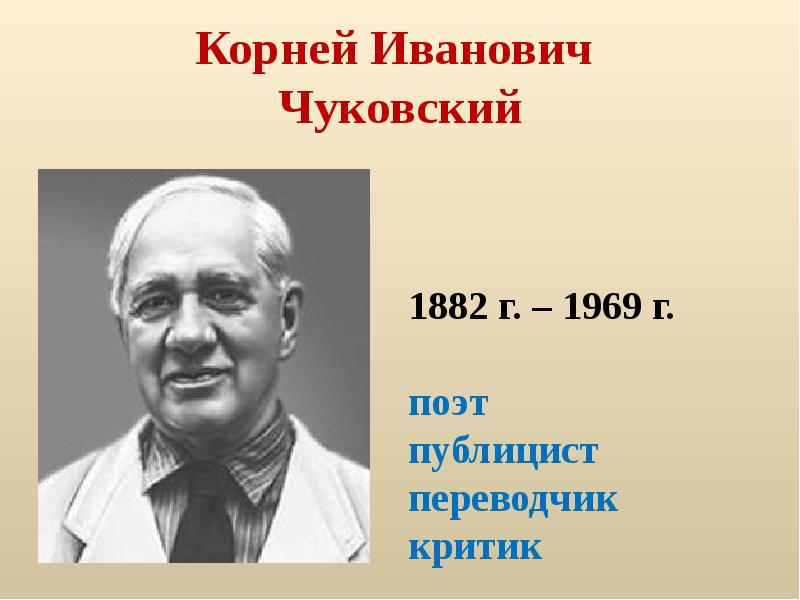 Корней Иванович
Чуковский
1882 г. – 1969 г.
поэт
публицист
переводчик
критик